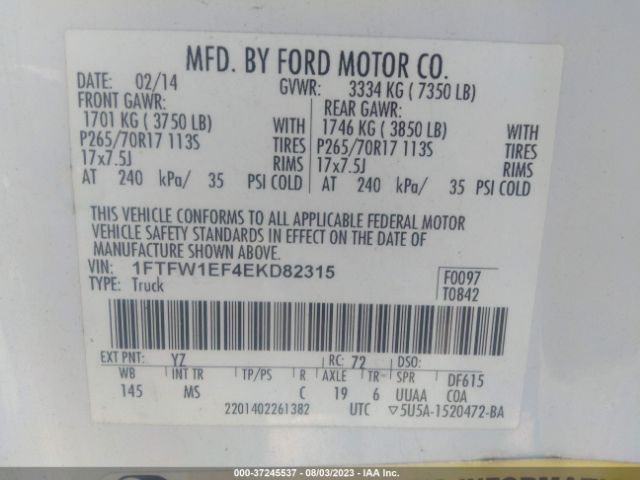 MFD. BY FORD MOTOR CO.
DATE: 02/14 GVWR: 3334 KG ( 7350 LB)
FRONT GAWR: REAR GAWR:
1701 KG ( 3750 LB) WITH 1746 KG ( 3850 LB) WITH
P265/70R17 113S TIRES P265/70R17 113S TIRES
17x7.5J RIMS 17x7.5J RIMS
AT 240 kPa/ 35 PSI COLD AT 240 kPa/ 35 PSI COLD
THIS VEHICLE CONFORMS TO ALL APPLICABLE FEDERAL MOTOR
VEHICLE SAFETY STANDARDS IN EFFECT ON THE DATE OF
MANUFACTURE SHOWN ABOVE.
VIN: 1FTFW1EF4EKD82315 F0097
TYPE: Truck T0842
EXT PNT: YZ RC: 72 DSO:
WB INT TR TP/PS R AXLE TR SPR DF615
145 MS C 19 6 UUAA COA
2201402261382 UTC ▽5U5A-1520472-BA
000-37245537 - 08/03/2023 - IAA Inc.